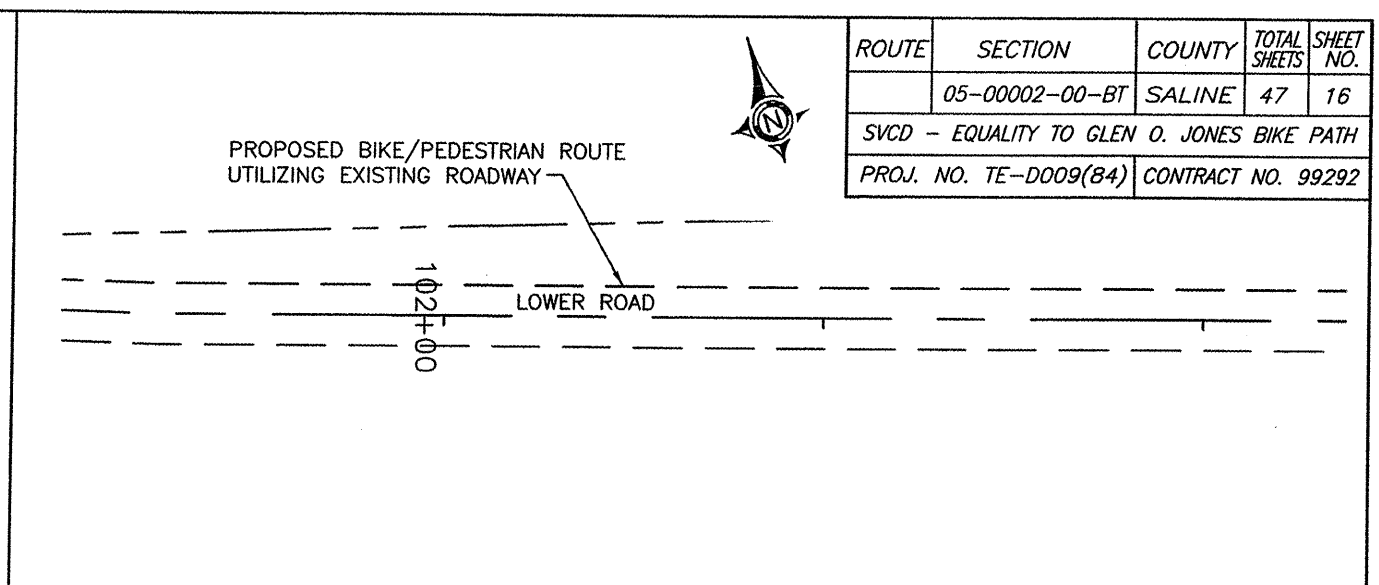 ROUTE SECTION COUNTY TOTAL SHEETS SHEET NO.
05-00002-00-BT SALINE 47 16
SVCD - EQUALITY TO GLEN O. JONES BIKE PATH
PROJ. NO. TE-D009(84) CONTRACT NO. 99292
N
PROPOSED BIKE/PEDESTRIAN ROUTE
UTILIZING EXISTING ROADWAY
102+00
LOWER ROAD